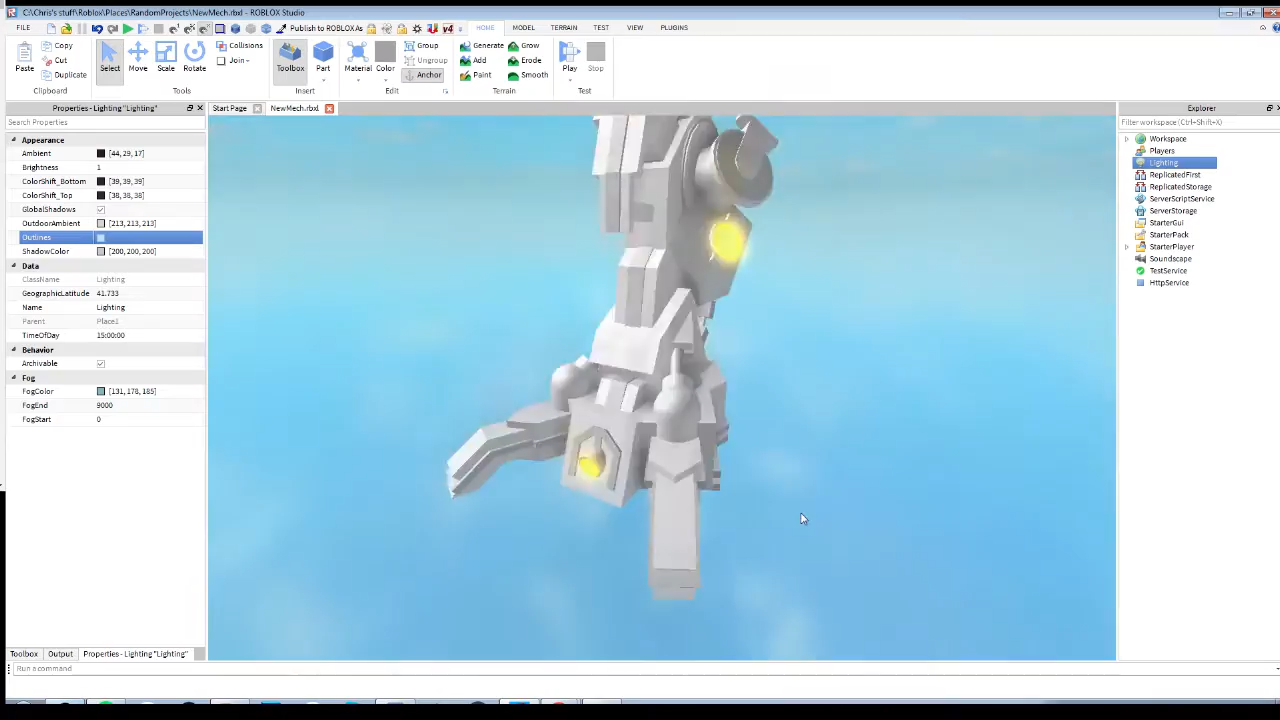 C:\Chris's stuff\Roblox\Places\RandomProjects\NewMech.rbxl - ROBLOX Studio
FILE
Publish to ROBLOX As
v4
HOME
MODEL
TERRAIN
TEST
VIEW
PLUGINS
Paste
Copy
Cut
Duplicate
Clipboard
Select
Move
Scale
Rotate
Collisions
Join
Tools
Toolbox
Part
Insert
Material
Color
Group
Ungroup
Anchor
Edit
Generate
Add
Paint
Grow
Erode
Smooth
Terrain
Play
Stop
Test
Properties - Lighting "Lighting"
Search Properties
Appearance
Ambient [44, 29, 17]
Brightness 1
ColorShift_Bottom [39, 39, 39]
ColorShift_Top [38, 38, 38]
GlobalShadows
OutdoorAmbient [213, 213, 213]
Outlines
ShadowColor [200, 200, 200]
Data
ClassName Lighting
GeographicLatitude 41.733
Name Lighting
Parent Place1
TimeOfDay 15:00:00
Behavior
Archivable
Fog
FogColor [131, 178, 185]
FogEnd 9000
FogStart 0
Toolbox
Output
Properties - Lighting "Lighting"
Run a command
Start Page
NewMech.rbxl
Explorer
Filter workspace (Ctrl+Shift+X)
Workspace
Players
Lighting
ReplicatedFirst
ReplicatedStorage
ServerScriptService
ServerStorage
StarterGui
StarterPack
StarterPlayer
Soundscape
TestService
HttpService